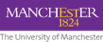 MANCHESTER
1824
The University of Manchester